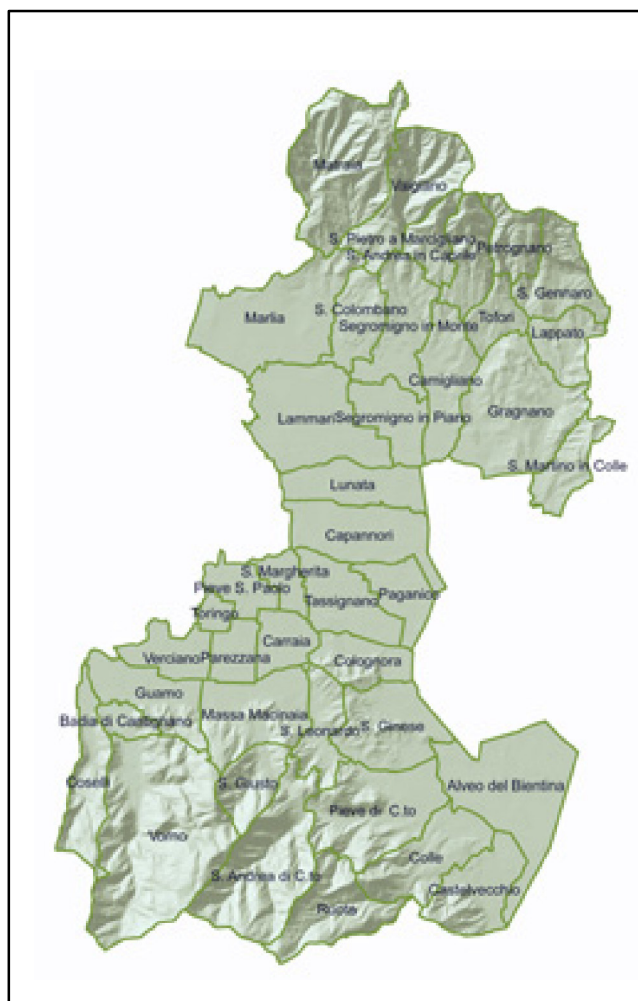 Matraia
Valgiano
S. Pietro a Marcigliano
S. Andrea in Caprile
Petrognano
S. Gennaro
S. Colombano
Marlia
Segromigno in Monte
Tofori
Lappato
Camigliano
Gragnano
Lammari
Segromigno in Piano
S. Martino in Colle
Lunata
Capannori
S. Margherita
Pieve S. Paolo
Paganico
Tassignano
Toringo
Carraia
Verciano
Parezzana
Colognora
Guamo
Massa Macinaia
Badia di Cantignano
S. Leonardo
S. Ginese
Coselli
S. Giusto
Alveo del Bientina
Vorno
Pieve di C.to
Colle
S. Andrea di C.to
Castelvecchio
Ruota